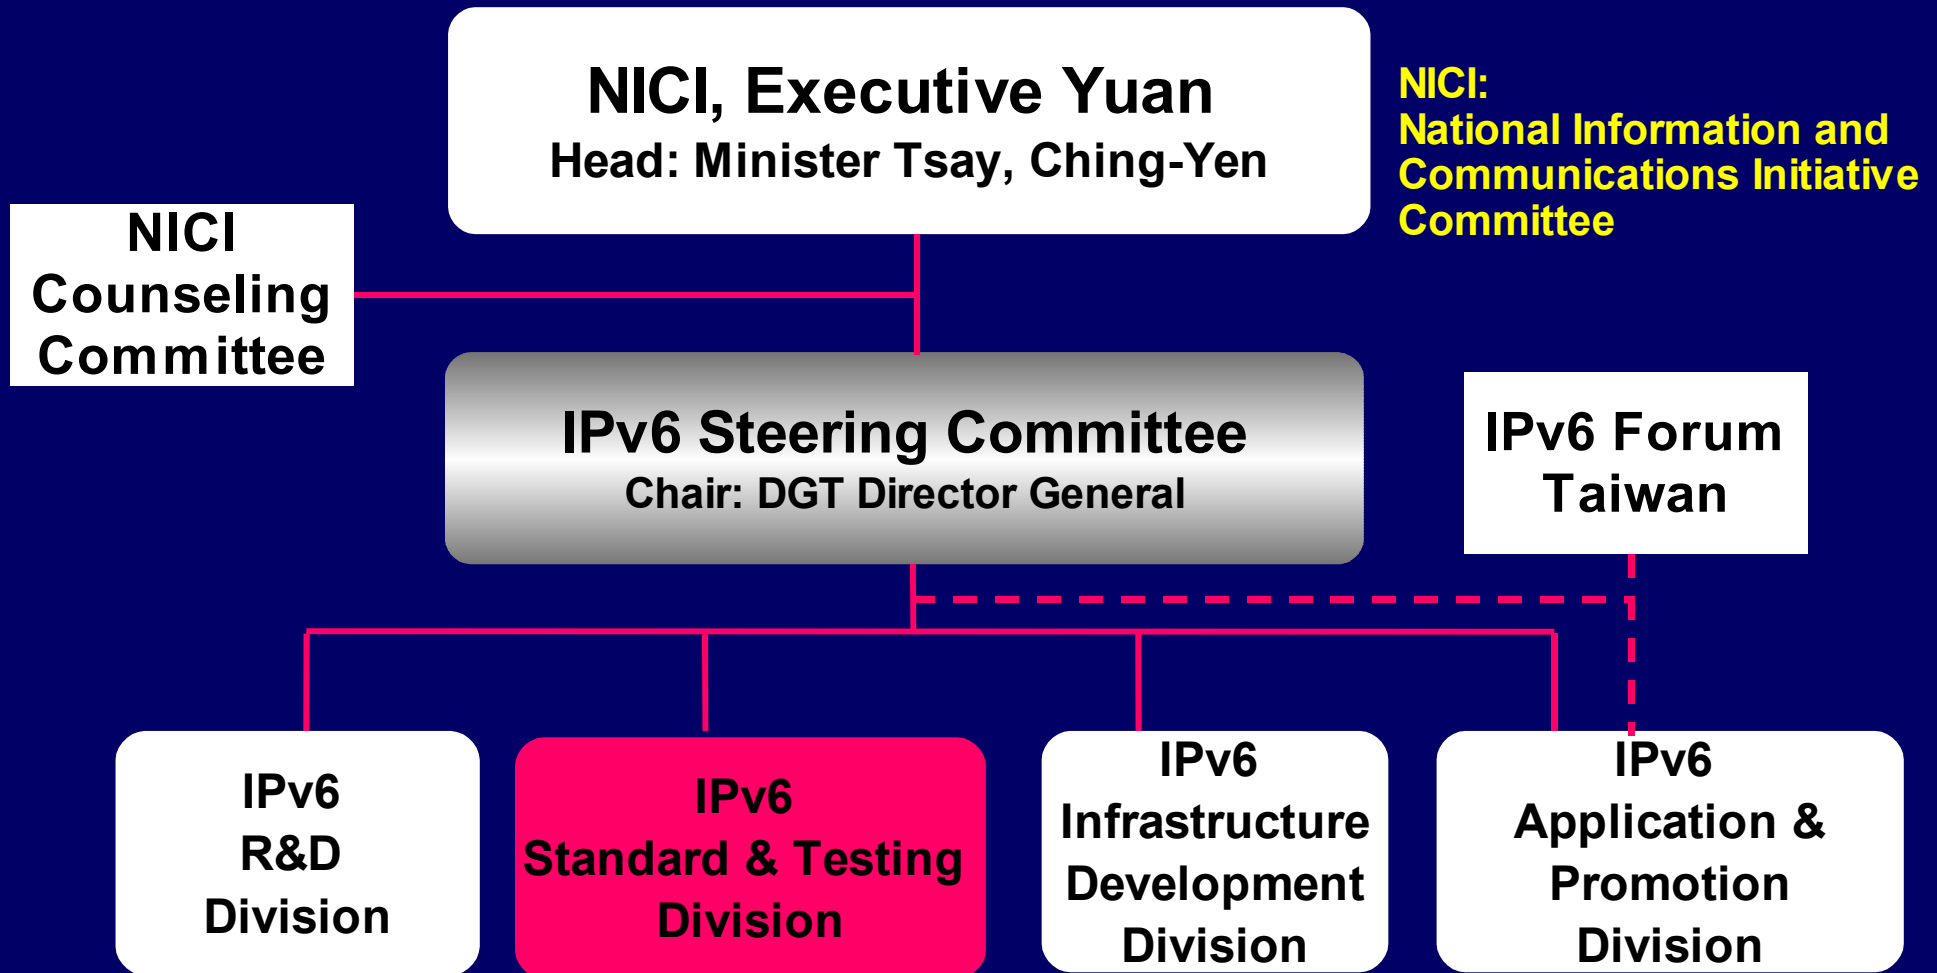 NICI, Executive Yuan
Head: Minister Tsay, Ching-Yen
NICI:
National Information and
Communications Initiative
Committee
NICI
Counseling
Committee
IPv6 Steering Committee
Chair: DGT Director General
IPv6 Forum
Taiwan
IPv6
R&D
Division
IPv6
Standard & Testing
Division
IPv6
Infrastructure
Development
Division
IPv6
Application &
Promotion
Division